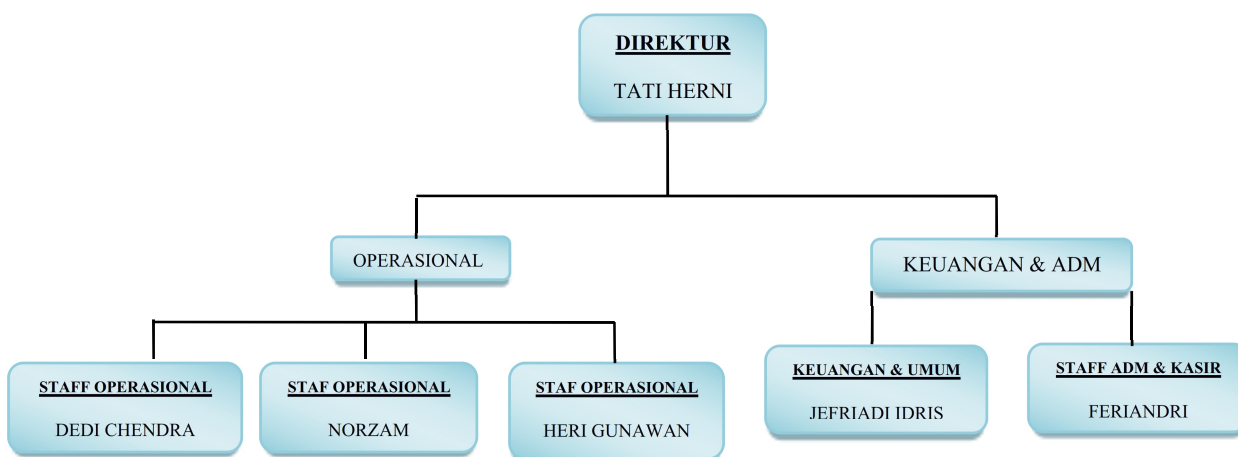 DIREKTUR
TATI HERNI
OPERASIONAL
KEUANGAN & ADM
STAFF OPERASIONAL
DEDI CHENDRA
STAF OPERASIONAL
NORZAM
STAF OPERASIONAL
HERI GUNAWAN
KEUANGAN & UMUM
JEFRIADI IDRIS
STAFF ADM & KASIR
FERIANDRI